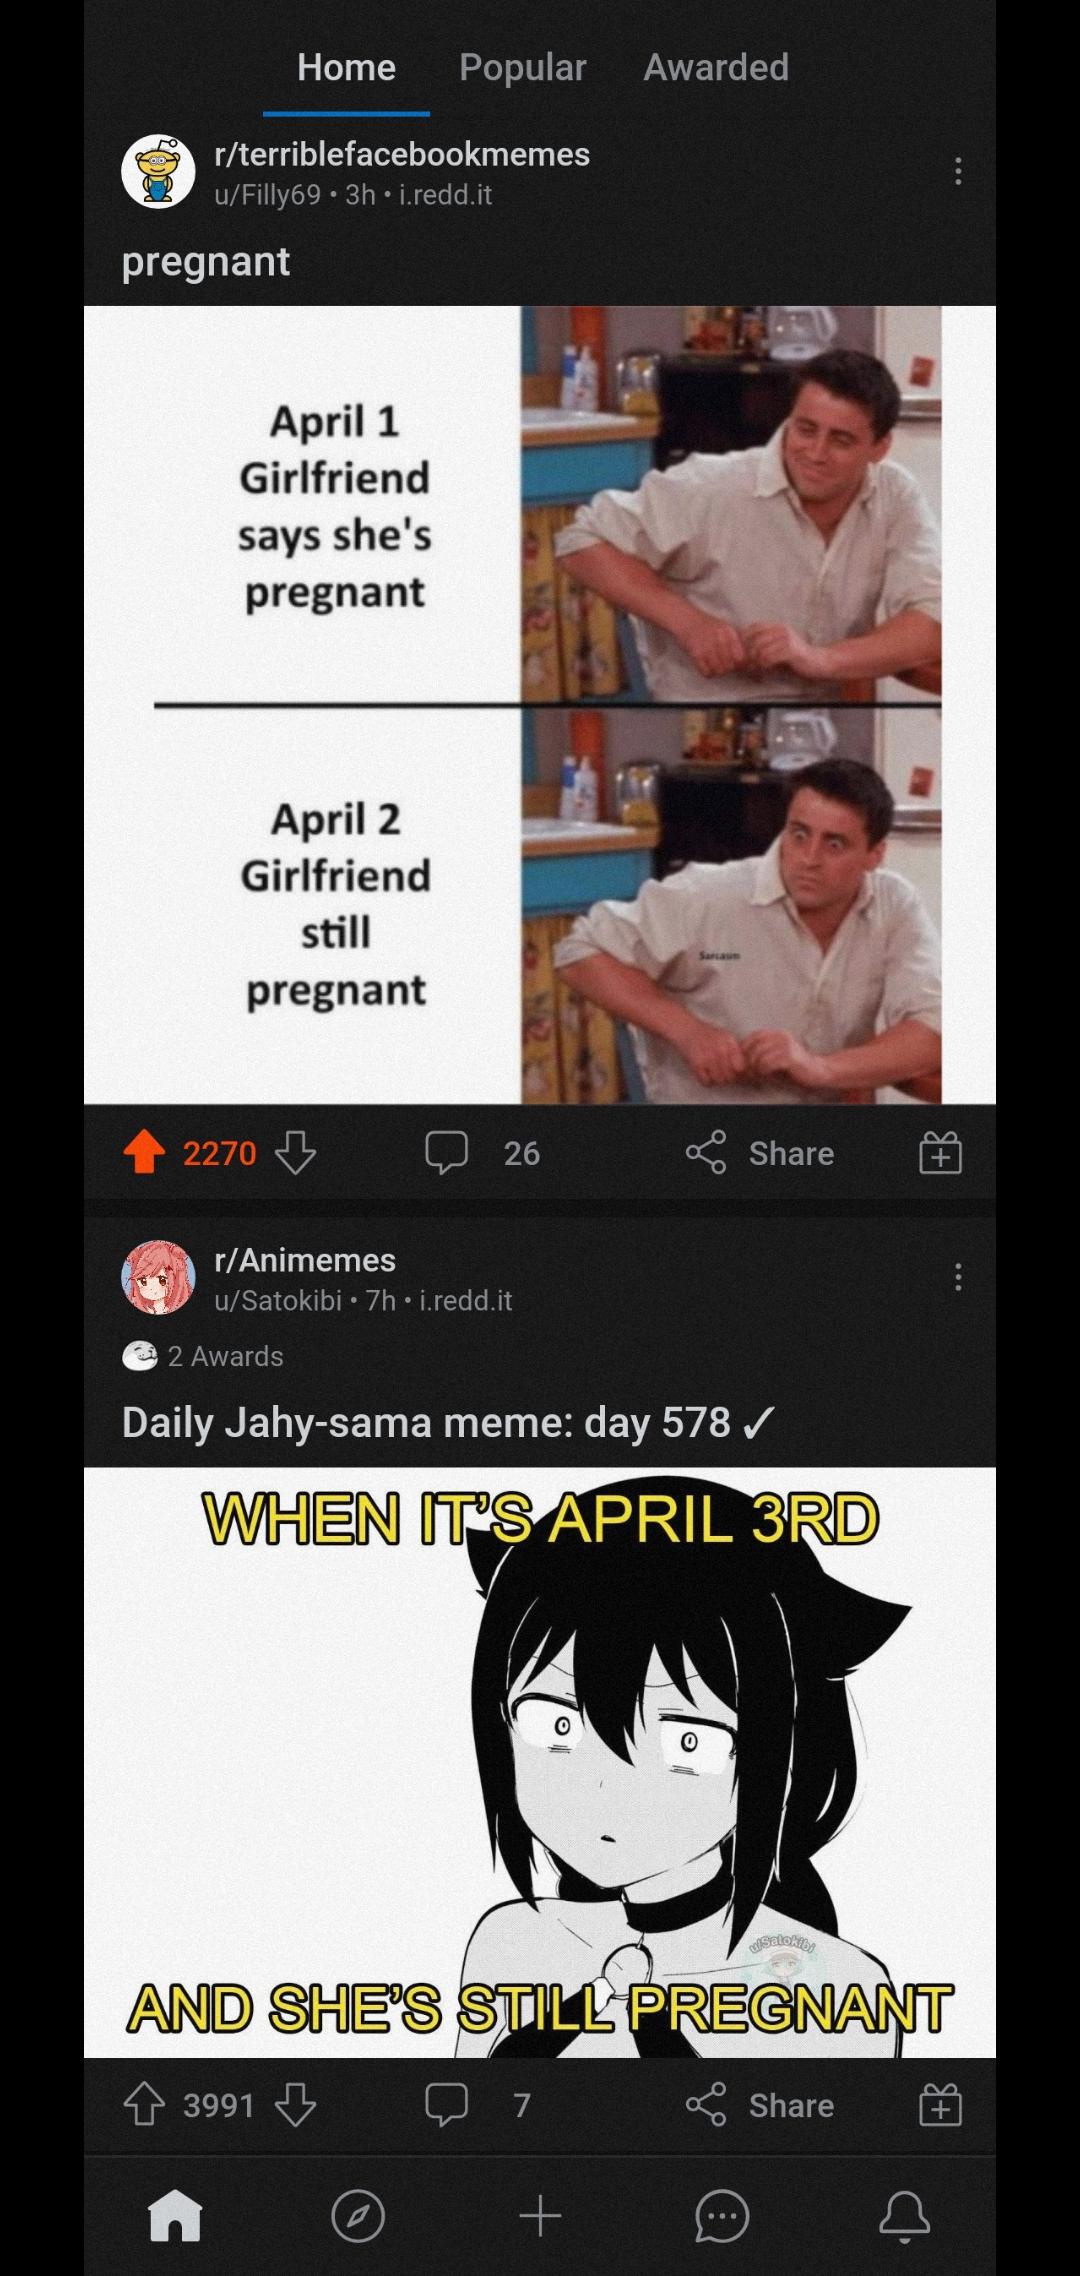 Home Popular Awarded
r/terriblefacebookmemes
u/Filly69 • 3h • i.redd.it
pregnant
April 1
Girlfriend
says she's
pregnant
April 2
Girlfriend
still
pregnant
Sarcasm
2270 26 Share
r/Animemes
u/Satokibi • 7h • i.redd.it
2 Awards
Daily Jahy-sama meme: day 578 ✓
WHEN IT'S APRIL 3RD
u/Satokibi
AND SHE'S STILL PREGNANT
3991 7 Share